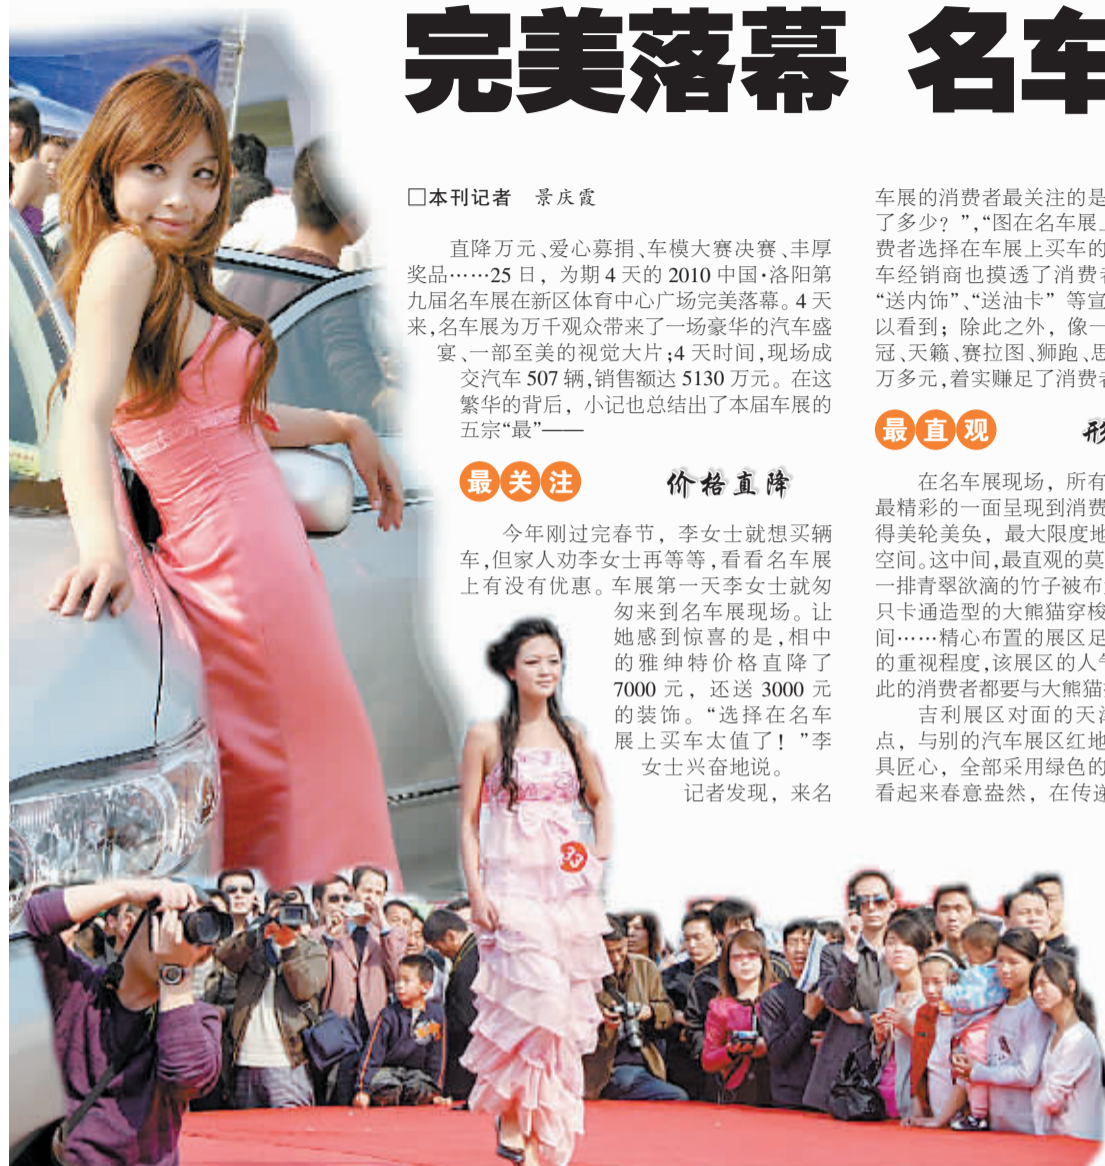 完美落幕 名车
□本刊记者 景庆霞
直降万元、爱心募捐、车模大赛决赛、丰厚
奖品……25 日，为期 4 天的 2010 中国·洛阳第
九届名车展在新区体育中心广场完美落幕。4 天
来,名车展为万千观众带来了一场豪华的汽车盛
宴、一部至美的视觉大片;4 天时间,现场成
交汽车 507 辆,销售额达 5130 万元。在这
繁华的背后，小记也总结出了本届车展的
五宗“最”——
最关注 价格直降
今年刚过完春节，李女士就想买辆
车,但家人劝李女士再等等,看看名车展
上有没有优惠。车展第一天李女士就匆
匆来到名车展现场。让
她感到惊喜的是,相中
的雅绅特价格直降了
7000 元，还送 3000 元
的装饰。“选择在名车
展上买车太值了！”李
女士兴奋地说。
记者发现，来名
车展的消费者最关注的是
了多少？”,“图在名车展上
费者选择在车展上买车的
车经销商也摸透了消费者
“送内饰”、“送油卡”等宣
以看到；除此之外，像一
冠、天籁、赛拉图、狮跑、思
万多元,着实赚足了消费者
最直观 形
在名车展现场，所有
最精彩的一面呈现到消费
得美轮美奂，最大限度地
空间。这中间,最直观的莫
一排青翠欲滴的竹子被布
只卡通造型的大熊猫穿梭
间……精心布置的展区足
的重视程度,该展区的人气
此的消费者都要与大熊猫
吉利展区对面的天津
点，与别的汽车展区红地
具匠心，全部采用绿色的
看起来春意盎然，在传递
33